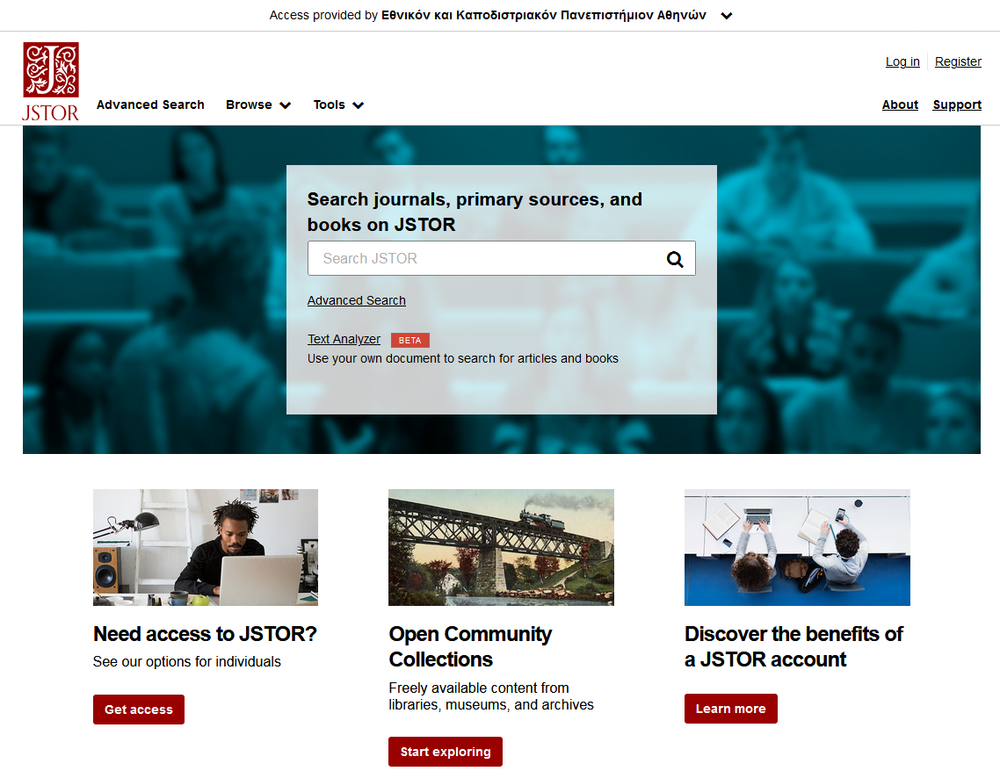 Access provided by Εθνικόν και Καποδιστριακόν Πανεπιστήμιον Αθηνών
Log in Register
JSTOR
Advanced Search Browse Tools
About Support
Search journals, primary sources, and
books on JSTOR
Search JSTOR
Advanced Search
Text Analyzer BETA
Use your own document to search for articles and books
Need access to JSTOR?
See our options for individuals
Get access
Open Community
Collections
Freely available content from
libraries, museums, and archives
Start exploring
Discover the benefits of
a JSTOR account
Learn more